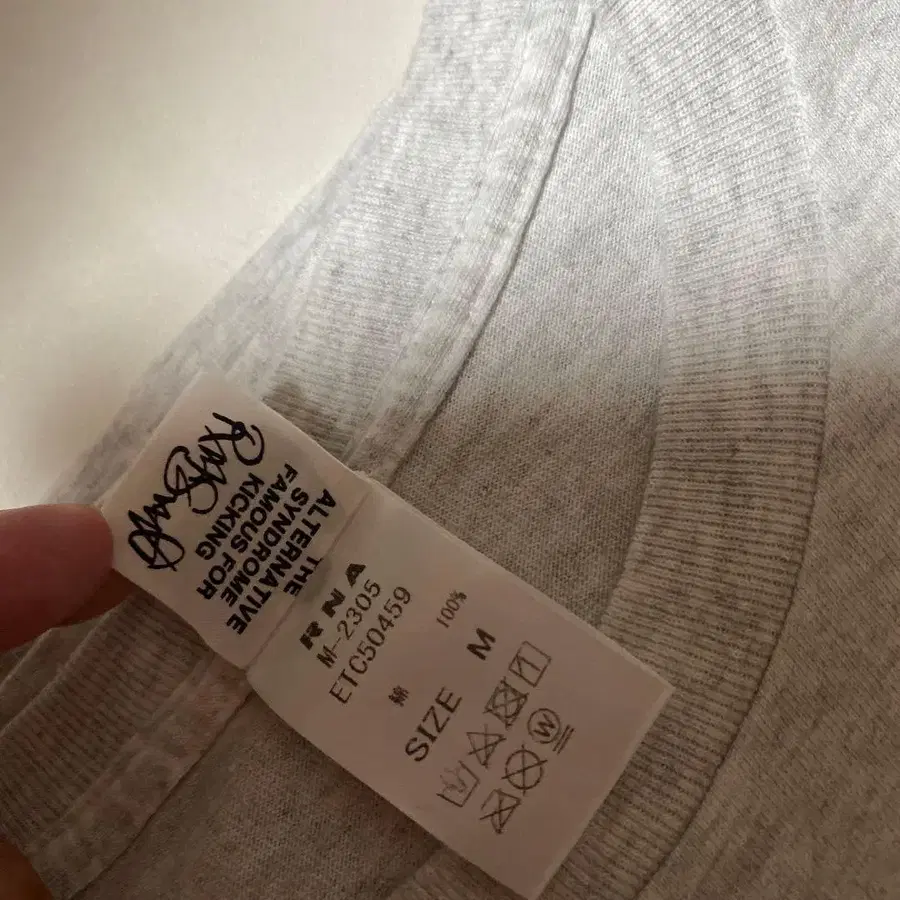 THE
ALTERNATIVE
SYNDROME
FAMOUS FOR
KICKING
RNA
M-2305
ETC50459
綿 100%
SIZE M
W